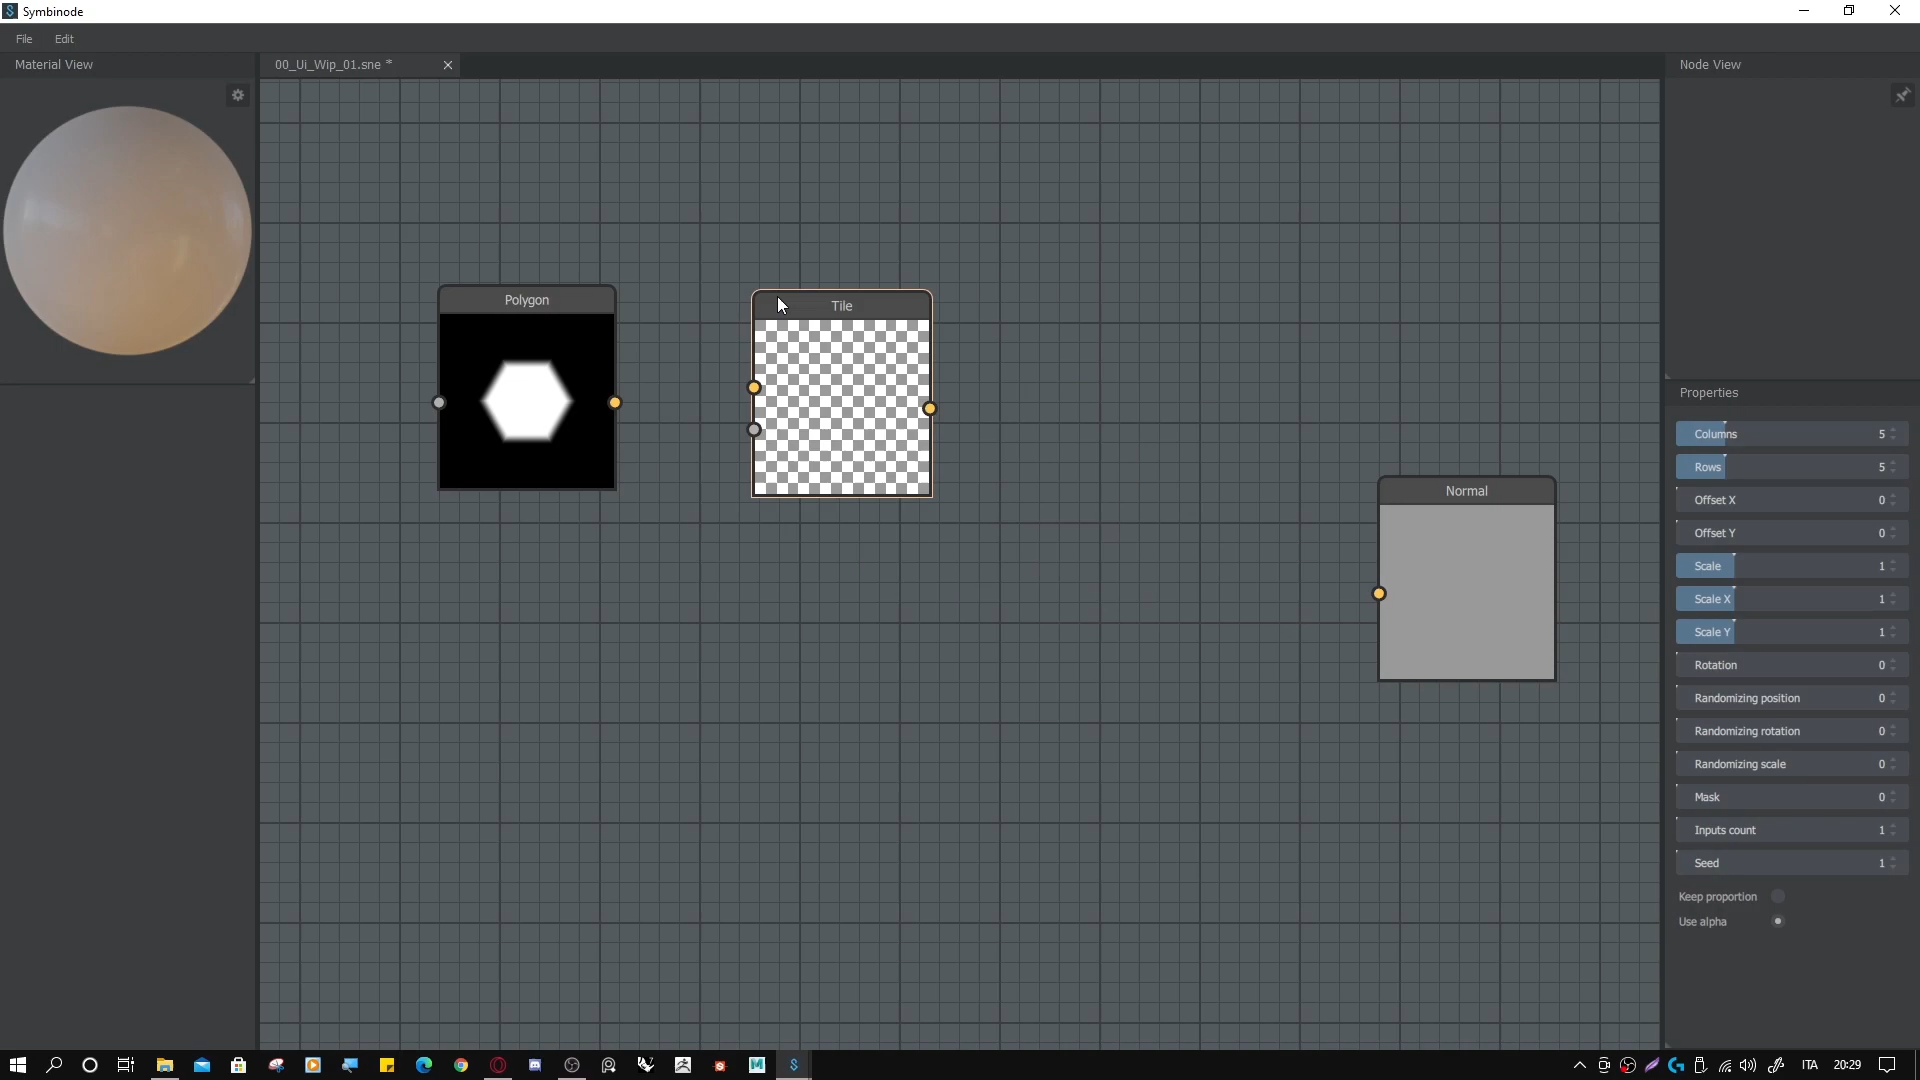 Symbinode
File Edit
Material View
00_Ui_Wip_01.sne *
Node View
Polygon
Tile
Normal
Properties
Columns 5
Rows 5
Offset X 0
Offset Y 0
Scale 1
Scale X 1
Scale Y 1
Rotation 0
Randomizing position 0
Randomizing rotation 0
Randomizing scale 0
Mask 0
Inputs count 1
Seed 1
Keep proportion
Use alpha
ITA 20:29